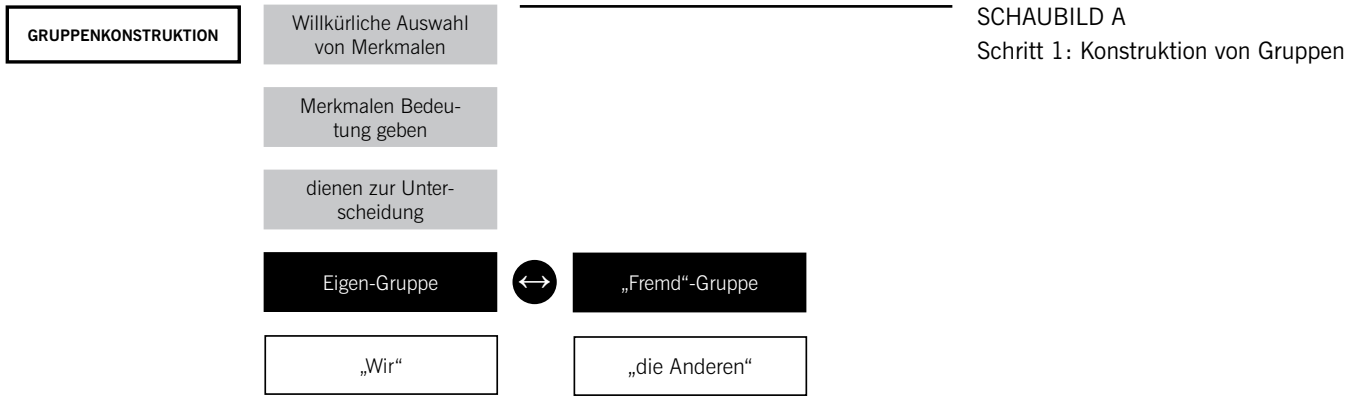 GRUPPENKONSTRUKTION
Willkürliche Auswahl
von Merkmalen
SCHAUBILD A
Schritt 1: Konstruktion von Gruppen
Merkmalen Bedeu-
tung geben
dienen zur Unter-
scheidung
Eigen-Gruppe ↔ „Fremd“-Gruppe
„Wir“ „die Anderen“